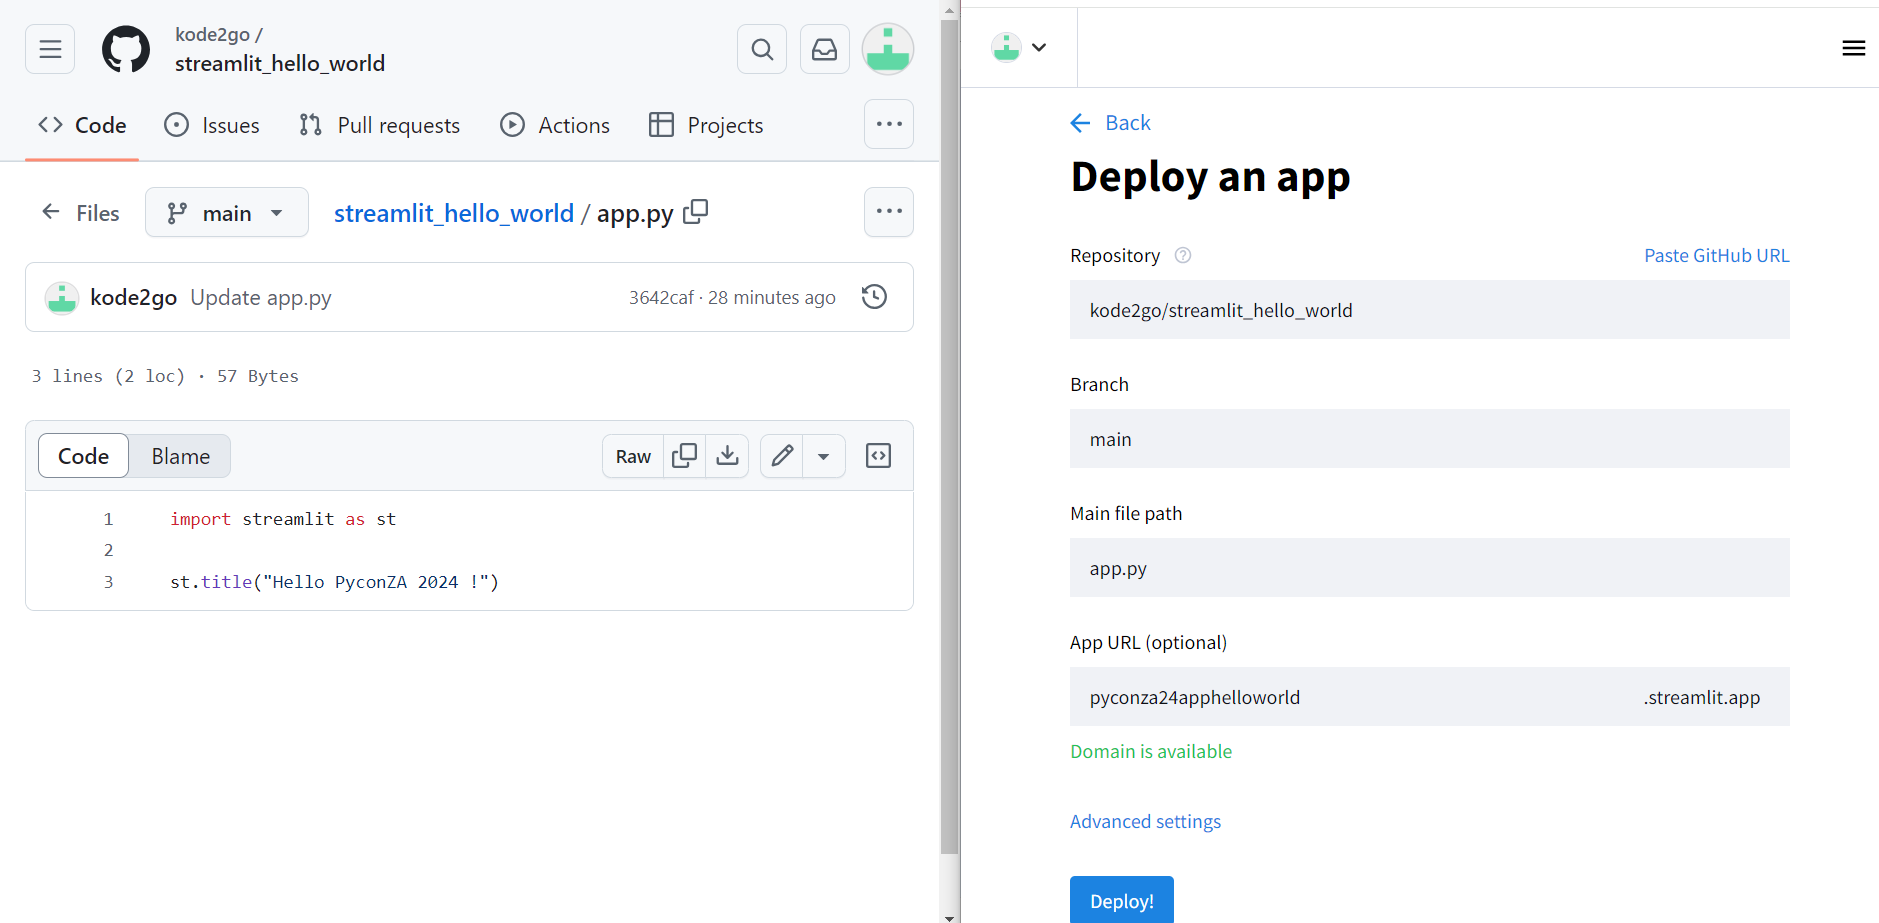 kode2go /
streamlit_hello_world
Code
Issues
Pull requests
Actions
Projects
Files
main
streamlit_hello_world / app.py
kode2go Update app.py
3642caf · 28 minutes ago
3 lines (2 loc) · 57 Bytes
Code
Blame
Raw
1 import streamlit as st
2
3 st.title("Hello PyconZA 2024 !")
Back
Deploy an app
Repository
Paste GitHub URL
kode2go/streamlit_hello_world
Branch
main
Main file path
app.py
App URL (optional)
pyconza24apphelloworld .streamlit.app
Domain is available
Advanced settings
Deploy!